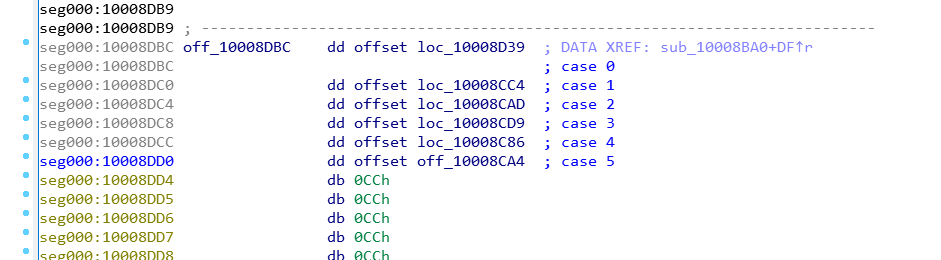 seg000:10008DB9
seg000:10008DB9 ; ---------------------------------------------------------------------------
seg000:10008DBC off_10008DBC    dd offset loc_10008D39  ; DATA XREF: sub_10008BA0+DF↑r
seg000:10008DBC                                         ; case 0
seg000:10008DC0                 dd offset loc_10008CC4  ; case 1
seg000:10008DC4                 dd offset loc_10008CAD  ; case 2
seg000:10008DC8                 dd offset loc_10008CD9  ; case 3
seg000:10008DCC                 dd offset loc_10008C86  ; case 4
seg000:10008DD0                 dd offset off_10008CA4  ; case 5
seg000:10008DD4                 db 0CCh
seg000:10008DD5                 db 0CCh
seg000:10008DD6                 db 0CCh
seg000:10008DD7                 db 0CCh
seg000:10008DD8                 db 0CCh